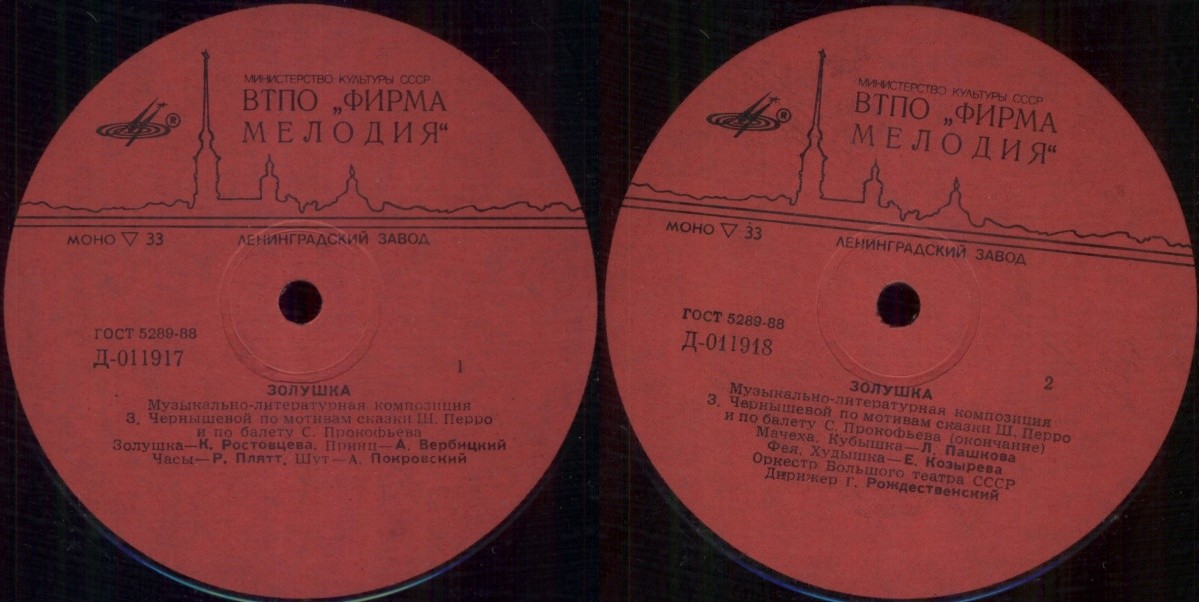 МИНИСТЕРСТВО КУЛЬТУРЫ СССР
ВТПО „ФИРМА
МЕЛОДИЯ“
®
МОНО ▽ 33
ЛЕНИНГРАДСКИЙ ЗАВОД
ГОСТ 5289-88
Д-011917
1
ЗОЛУШКА
Музыкально-литературная композиция
З. Чернышевой по мотивам сказки Ш. Перро
и по балету С. Прокофьева
Золушка—К. Ростовцева, Принц—А. Вербицкий
Часы—Р. Плятт, Шут—А. Покровский
МИНИСТЕРСТВО КУЛЬТУРЫ СССР
ВТПО „ФИРМА
МЕЛОДИЯ“
®
МОНО ▽ 33
ЛЕНИНГРАДСКИЙ ЗАВОД
ГОСТ 5289-88
Д-011918
2
ЗОЛУШКА
Музыкально-литературная композиция
З. Чернышевой по мотивам сказки Ш. Перро
и по балету С. Прокофьева (окончание)
Мачеха, Кубышка—Л. Пашкова
Фея, Худышка—Е. Козырева
Оркестр Большого театра СССР
Дирижер Г. Рождественский